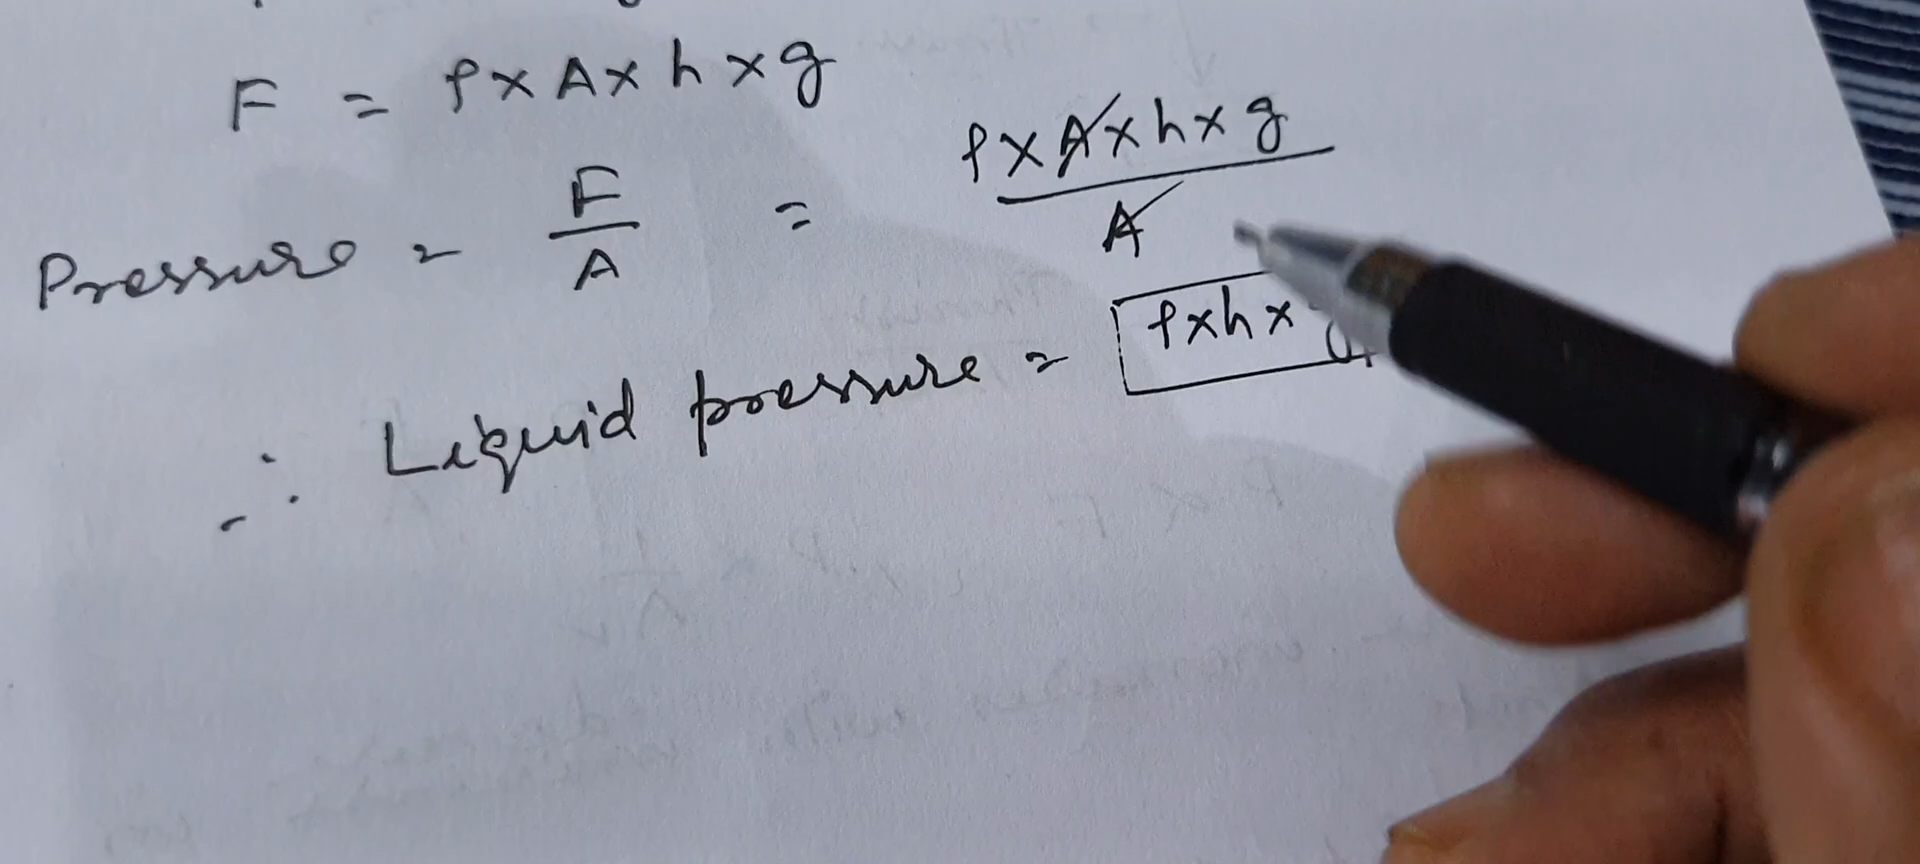 F = ρ × A × h × g
Pressure = F/A = ρ × A × h × g / A
∴ Liquid pressure = ρ × h × g